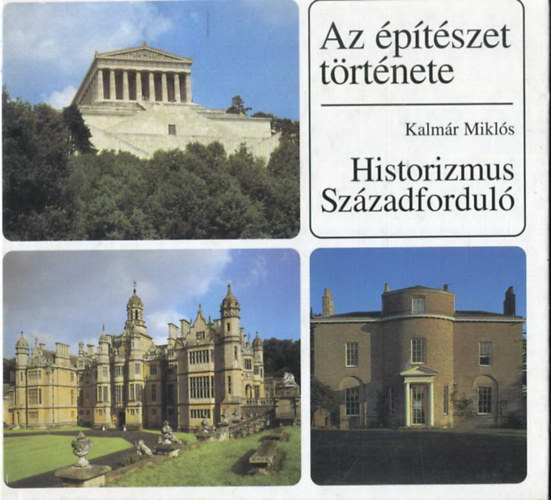 Az építészet
története
Kalmár Miklós
Historizmus
Századforduló